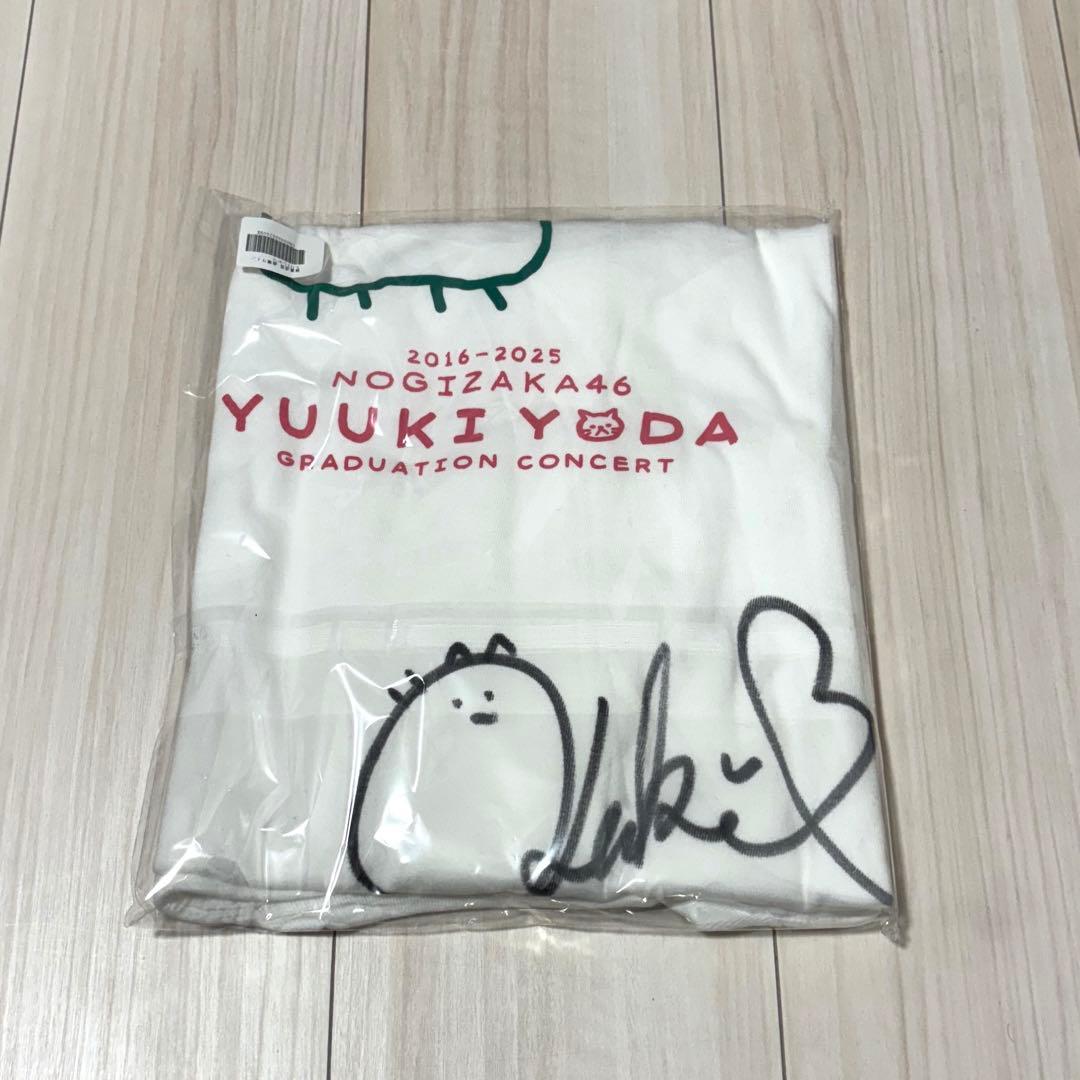 2016-2025
NOGIZAKA46
YUUKI YODA
GRADUATION CONCERT